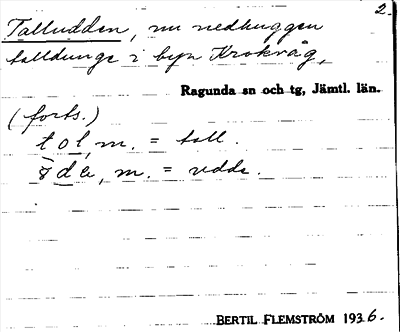 2.
Talludden, nu nedhuggen
talldunge i byn Krokvåg,
Ragunda sn och tg, Jämtl. län.
(forts.)
tol, m. = tall.
m. = udde.
BERTIL FLEMSTRÖM 1936.